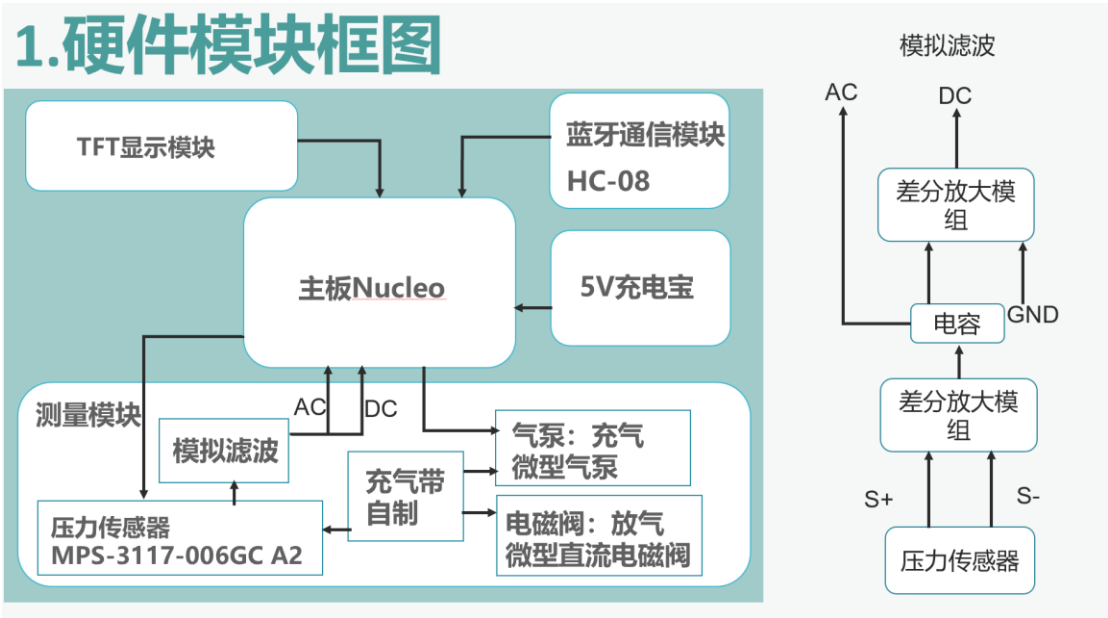 1.硬件模块框图
TFT显示模块
蓝牙通信模块
HC-08
主板Nucleo
5V充电宝
测量模块
AC
DC
模拟滤波
充气带
自制
气泵：充气
微型气泵
压力传感器
MPS-3117-006GC A2
电磁阀：放气
微型直流电磁阀
模拟滤波
AC
DC
差分放大模
组
电容
GND
差分放大模
组
S+
S-
压力传感器